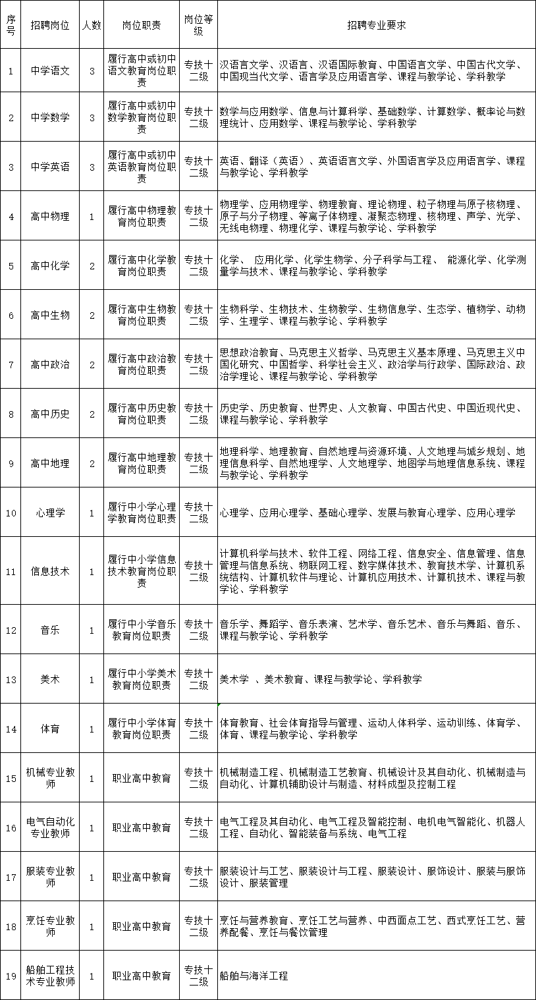 序号
招聘岗位
人数
岗位职责
岗位等级
招聘专业要求
1
中学语文
3
履行高中或初中
语文教育岗位职
责
专技十
二级
汉语言文学、汉语言、汉语国际教育、中国语言文学、中国古代文学、
中国现当代文学、语言学及应用语言学、课程与教学论、学科教学
2
中学数学
3
履行高中或初中
数学教育岗位职
责
专技十
二级
数学与应用数学、信息与计算科学、基础数学、计算数学、概率论与数
理统计、应用数学、课程与教学论、学科教学
3
中学英语
3
履行高中或初中
英语教育岗位职
责
专技十
二级
英语、翻译（英语）、英语语言文学、外国语言学及应用语言学、课程
与教学论、学科教学
4
高中物理
1
履行高中物理教
育岗位职责
专技十
二级
物理学、应用物理学、物理教育、理论物理、粒子物理与原子核物理、
原子与分子物理、等离子体物理、凝聚态物理、核物理、声学、光学、
无线电物理、物理化学、课程与教学论、学科教学
5
高中化学
2
履行高中化学教
育岗位职责
专技十
二级
化学、 应用化学、化学生物学、分子科学与工程、 能源化学、化学测
量学与技术、课程与教学论、学科教学
6
高中生物
2
履行高中生物教
育岗位职责
专技十
二级
生物科学、生物技术、生物教学、生物信息学、生态学、植物学、动物
学、生理学、课程与教学论、学科教学
7
高中政治
2
履行高中政治教
育岗位职责
专技十
二级
思想政治教育、马克思主义哲学、马克思主义基本原理、马克思主义中
国化研究、中国哲学、科学社会主义、政治学与行政学、国际政治、政
治学理论、课程与教学论、学科教学
8
高中历史
2
履行高中历史教
育岗位职责
专技十
二级
历史学、历史教育、世界史、人文教育、中国古代史、中国近现代史、
课程与教学论、学科教学
9
高中地理
2
履行高中地理教
育岗位职责
专技十
二级
地理科学、地理教育、自然地理与资源环境、人文地理与城乡规划、地
理信息科学、自然地理学、人文地理学、地图学与地理信息系统、课程
与教学论、学科教学
10
心理学
1
履行中小学心理
学教育岗位职责
专技十
二级
心理学、应用心理学、基础心理学、发展与教育心理学、应用心理学
11
信息技术
1
履行中小学信息
技术教育岗位职
责
专技十
二级
计算机科学与技术、软件工程、网络工程、信息安全、信息管理、信息
管理与信息系统、物联网工程、数字媒体技术、教育技术学、计算机系
统结构、计算机软件与理论、计算机应用技术、计算机技术、课程与教
学论、学科教学
12
音乐
1
履行中小学音乐
教育岗位职责
专技十
二级
音乐学、舞蹈学、音乐表演、艺术学、音乐艺术、音乐与舞蹈、音乐、
课程与教学论、学科教学
13
美术
1
履行中小学美术
教育岗位职责
专技十
二级
美术学 、美术教育、课程与教学论、学科教学
14
体育
1
履行中小学体育
教育岗位职责
专技十
二级
体育教育、社会体育指导与管理、运动人体科学、运动训练、体育学、
体育、课程与教学论、学科教学
15
机械专业教
师
1
职业高中教育
专技十
二级
机械制造工程、机械制造工艺教育、机械设计及其自动化、机械制造与
自动化、计算机辅助设计与制造、材料成型及控制工程
16
电气自动化
专业教师
1
职业高中教育
专技十
二级
电气工程及其自动化、电气工程及智能控制、电机电气智能化、机器人
工程、自动化、智能装备与系统、电气工程
17
服装专业教
师
1
职业高中教育
专技十
二级
服装设计与工艺、服装设计与工程、服装设计、服饰设计、服装与服饰
设计、服装管理
18
烹饪专业教
师
1
职业高中教育
专技十
二级
烹饪与营养教育、烹饪工艺与营养、中西面点工艺、西式烹饪工艺、营
养配餐、烹饪与餐饮管理
19
船舶工程技
术专业教师
1
职业高中教育
专技十
二级
船舶与海洋工程